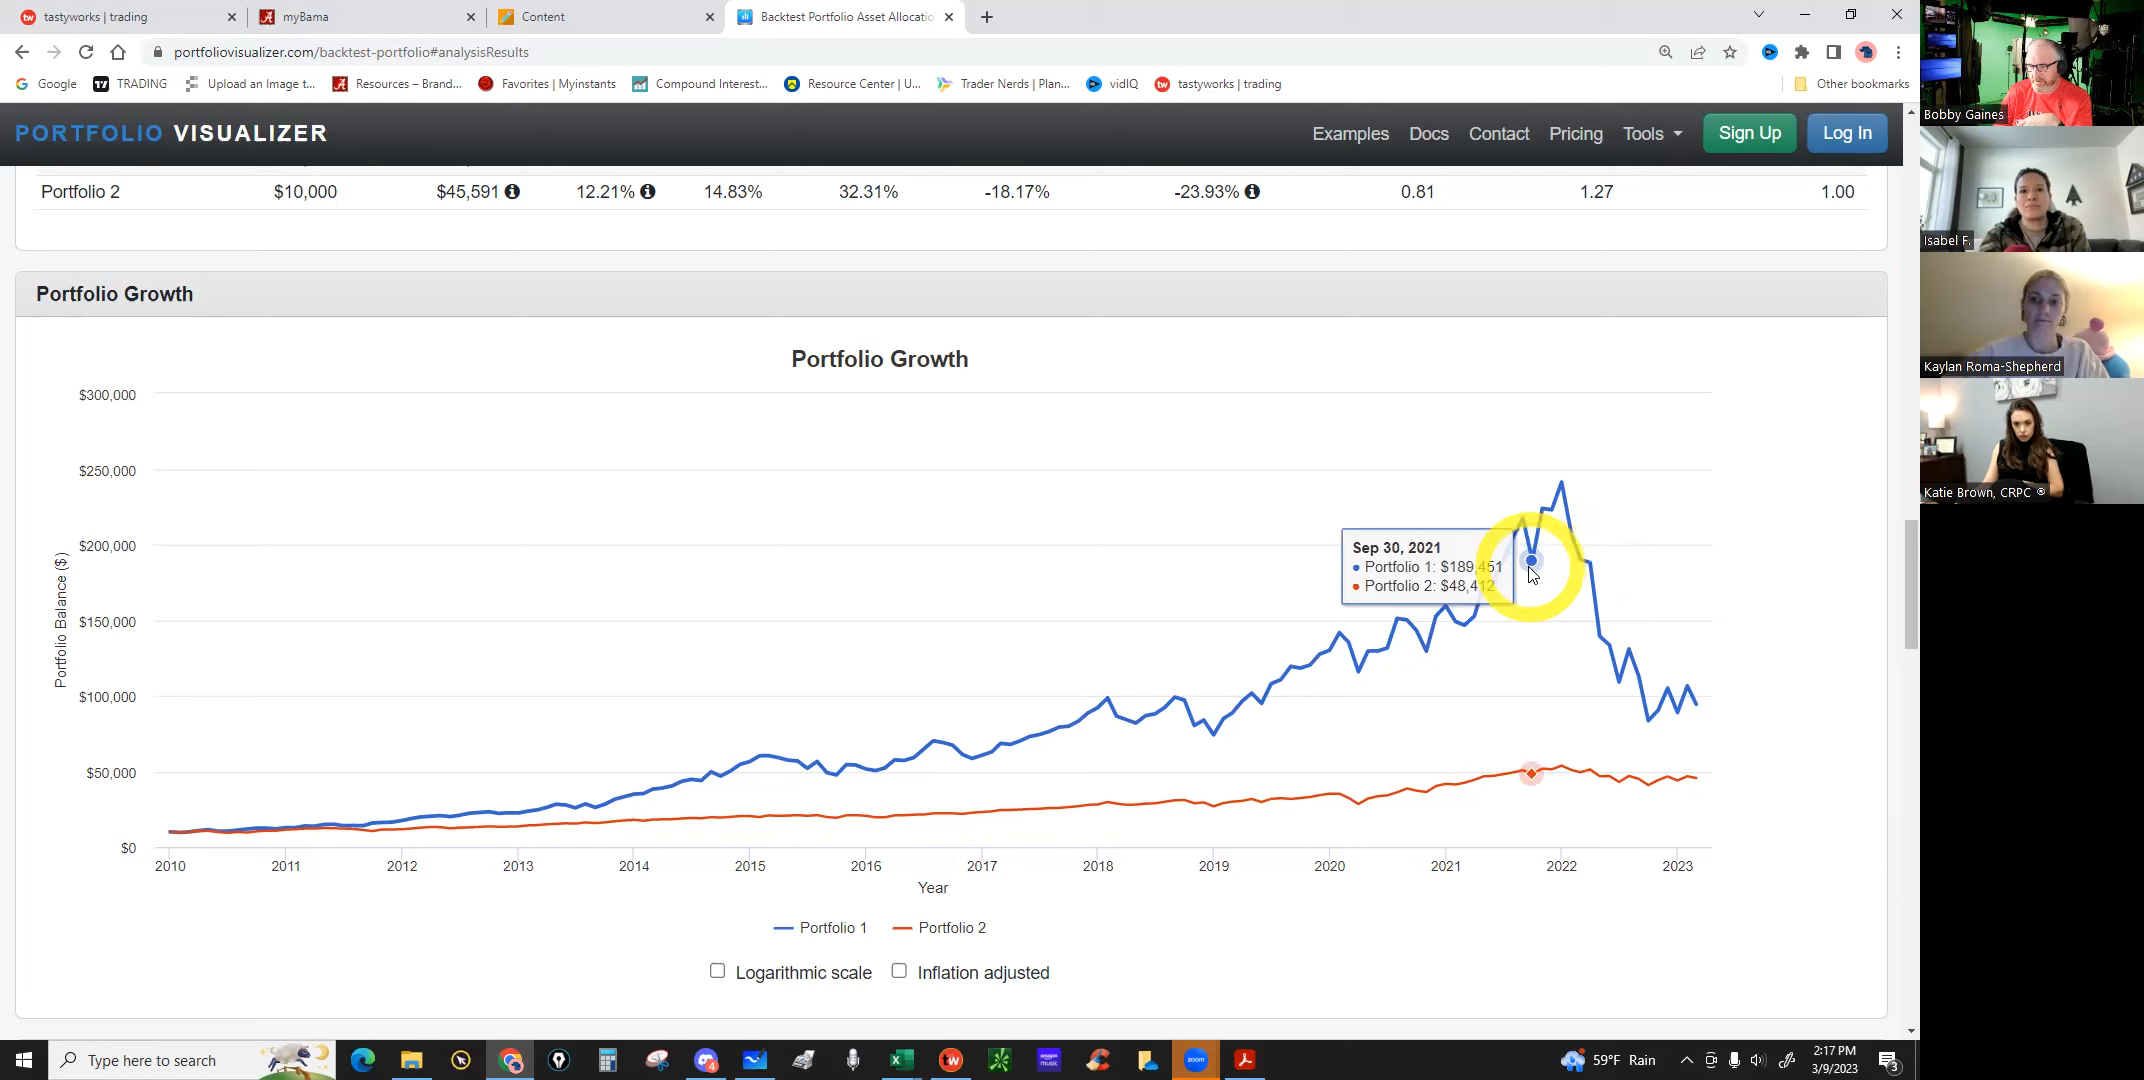 tastyworks | trading
myBama
Content
Backtest Portfolio Asset Allocatio
portfoliovisualizer.com/backtest-portfolio#analysisResults
Google
TRADING
Upload an Image t...
Resources – Brand...
Favorites | Myinstants
Compound Interest...
Resource Center | U...
Trader Nerds | Plan...
vidIQ
tastyworks | trading
Other bookmarks
PORTFOLIO VISUALIZER
Examples Docs Contact Pricing Tools Sign Up Log In
Portfolio 2 $10,000 $45,591 12.21% 14.83% 32.31% -18.17% -23.93% 0.81 1.27 1.00
Portfolio Growth
Portfolio Growth
Portfolio Balance ($)
$300,000
$250,000
$200,000
$150,000
$100,000
$50,000
$0
Sep 30, 2021
Portfolio 1: $189,451
Portfolio 2: $48,412
2010 2011 2012 2013 2014 2015 2016 2017 2018 2019 2020 2021 2022 2023
Year
Portfolio 1 Portfolio 2
Logarithmic scale Inflation adjusted
Bobby Gaines
Isabel F.
Kaylan Roma-Shepherd
Katie Brown, CRPC ®
Type here to search
zoom
59°F Rain
2:17 PM
3/9/2023
3